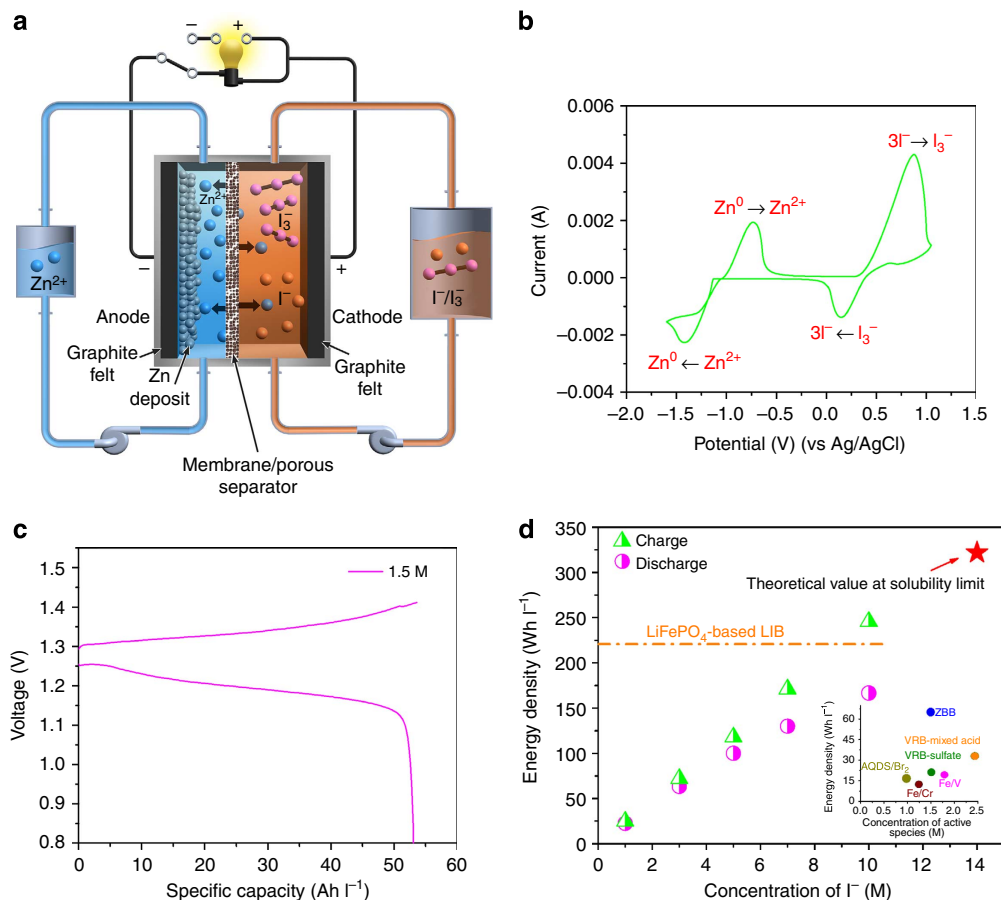 a
− +
Zn²⁺
I₃⁻
− +
Zn²⁺
I⁻
I⁻/I₃⁻
Anode
Cathode
Graphite
felt
Zn
deposit
Graphite
felt
Membrane/porous
separator
b
0.006
0.004
0.002
0.000
−0.002
−0.004
Current (A)
3I⁻ → I₃⁻
Zn⁰ → Zn²⁺
3I⁻ ← I₃⁻
Zn⁰ ← Zn²⁺
−2.0 −1.5 −1.0 −0.5 0.0 0.5 1.0 1.5
Potential (V) (vs Ag/AgCl)
c
1.5
1.4
1.3
1.2
1.1
1.0
0.9
0.8
Voltage (V)
1.5 M
0 10 20 30 40 50 60
Specific capacity (Ah l⁻¹)
d
350
300
250
200
150
100
50
0
Energy density (Wh l⁻¹)
Charge
Discharge
Theoretical value at solubility limit
LiFePO₄-based LIB
0 2 4 6 8 10 12 14
Concentration of I⁻ (M)
60
45
30
15
0
Energy density (Wh l⁻¹)
ZBB
VRB-mixed acid
VRB-sulfate
AQDS/Br₂
Fe/V
Fe/Cr
0.0 0.5 1.0 1.5 2.0 2.5
Concentration of active
species (M)